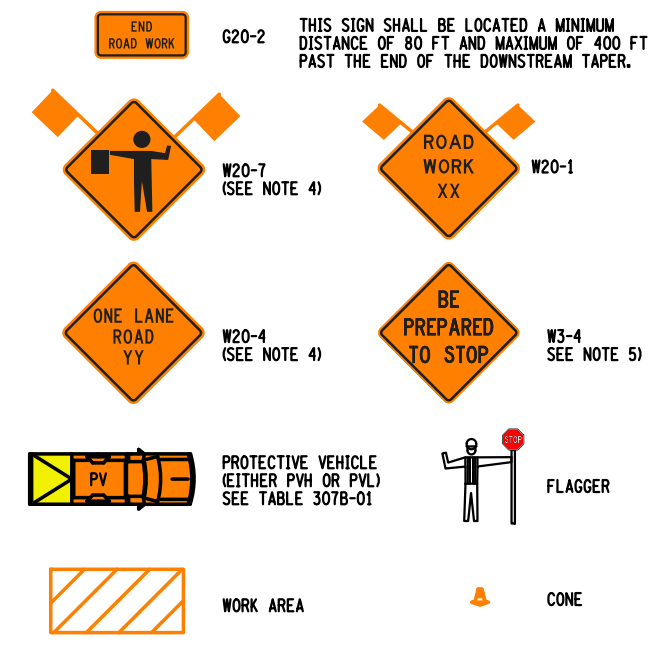 END
ROAD WORK
G20-2
THIS SIGN SHALL BE LOCATED A MINIMUM
DISTANCE OF 80 FT AND MAXIMUM OF 400 FT
PAST THE END OF THE DOWNSTREAM TAPER.
W20-7
(SEE NOTE 4)
ROAD
WORK
XX
W20-1
ONE LANE
ROAD
YY
W20-4
(SEE NOTE 4)
BE
PREPARED
TO STOP
W3-4
SEE NOTE 5)
PV
PROTECTIVE VEHICLE
(EITHER PVH OR PVL)
SEE TABLE 307B-01
STOP
FLAGGER
WORK AREA
CONE